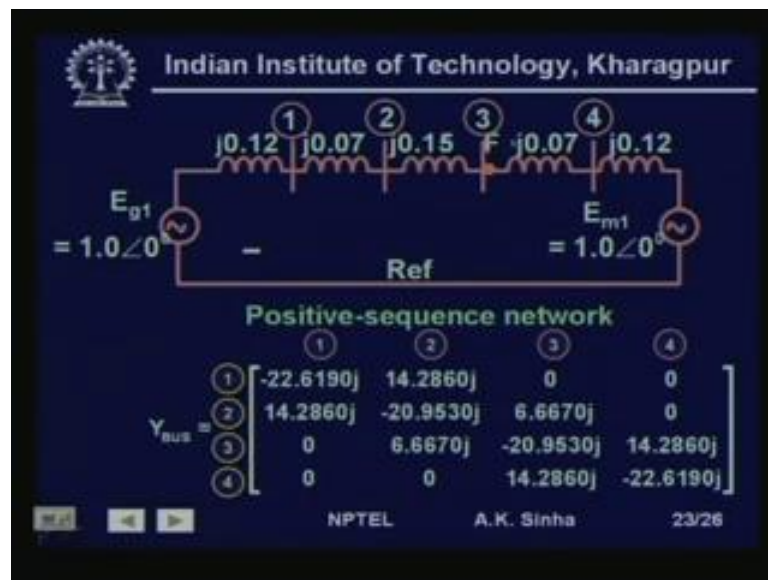 Indian Institute of Technology, Kharagpur
1 2 3 4
j0.12 j0.07 j0.15 F j0.07 j0.12
Eg1
= 1.0∠0°
Em1
= 1.0∠0°
–
Ref
Positive-sequence network
1 2 3 4
1 -22.6190j 14.2860j 0 0
YBUS = 2 14.2860j -20.9530j 6.6670j 0
3 0 6.6670j -20.9530j 14.2860j
4 0 0 14.2860j -22.6190j
NPTEL A.K. Sinha 23/26